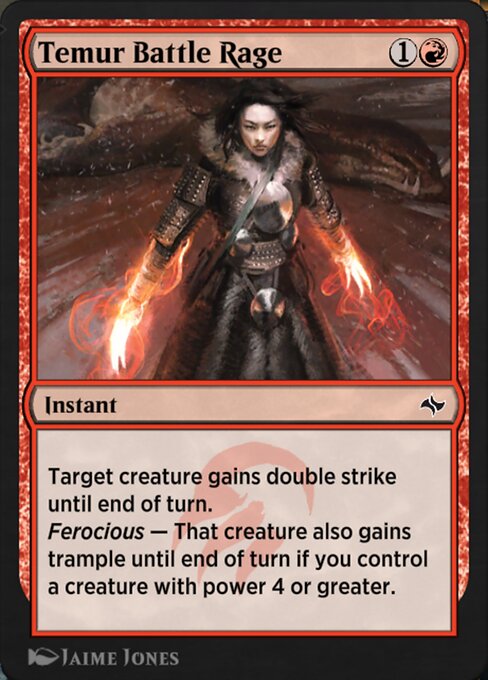 Temur Battle Rage 1
Instant
Target creature gains double strike
until end of turn.
Ferocious — That creature also gains
trample until end of turn if you control
a creature with power 4 or greater.
JAIME JONES